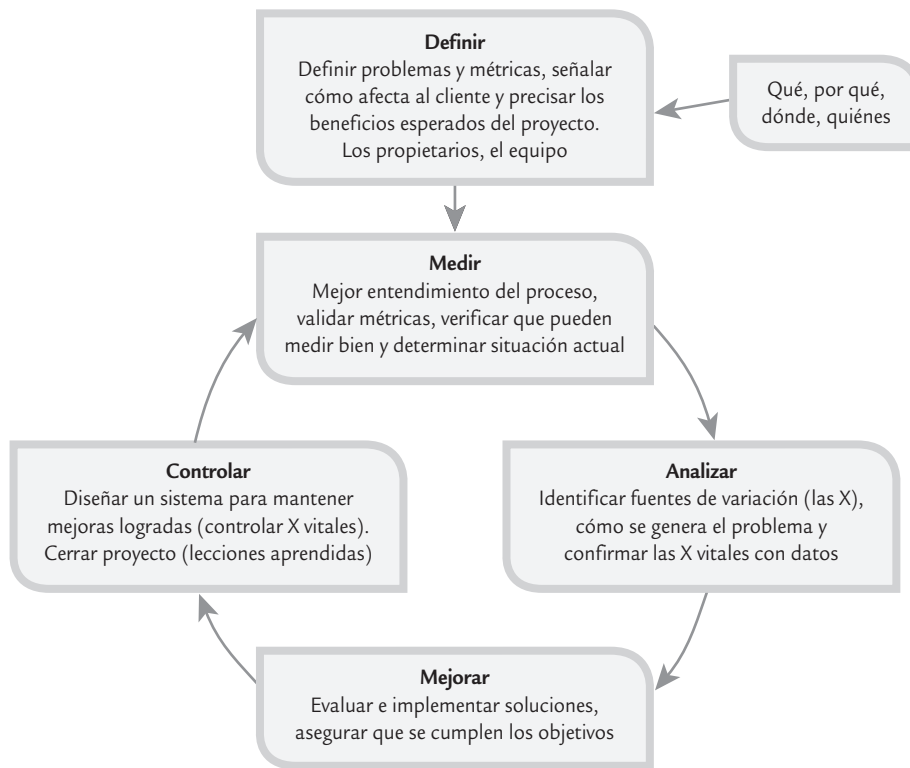 Definir
Definir problemas y métricas, señalar
cómo afecta al cliente y precisar los
beneficios esperados del proyecto.
Los propietarios, el equipo
Qué, por qué,
dónde, quiénes
Medir
Mejor entendimiento del proceso,
validar métricas, verificar que pueden
medir bien y determinar situación actual
Controlar
Diseñar un sistema para mantener
mejoras logradas (controlar X vitales).
Cerrar proyecto (lecciones aprendidas)
Analizar
Identificar fuentes de variación (las X),
cómo se genera el problema y
confirmar las X vitales con datos
Mejorar
Evaluar e implementar soluciones,
asegurar que se cumplen los objetivos